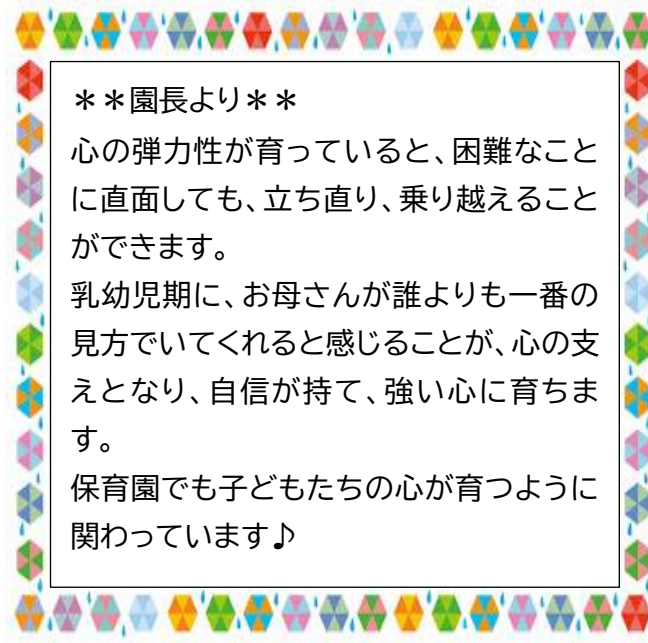 ＊＊園長より＊＊
心の弾力性が育っていると、困難なこと
に直面しても、立ち直り、乗り越えること
ができます。
乳幼児期に、お母さんが誰よりも一番の
見方でいてくれると感じることが、心の支
えとなり、自信が持て、強い心に育ちま
す。
保育園でも子どもたちの心が育つように
関わっています♪